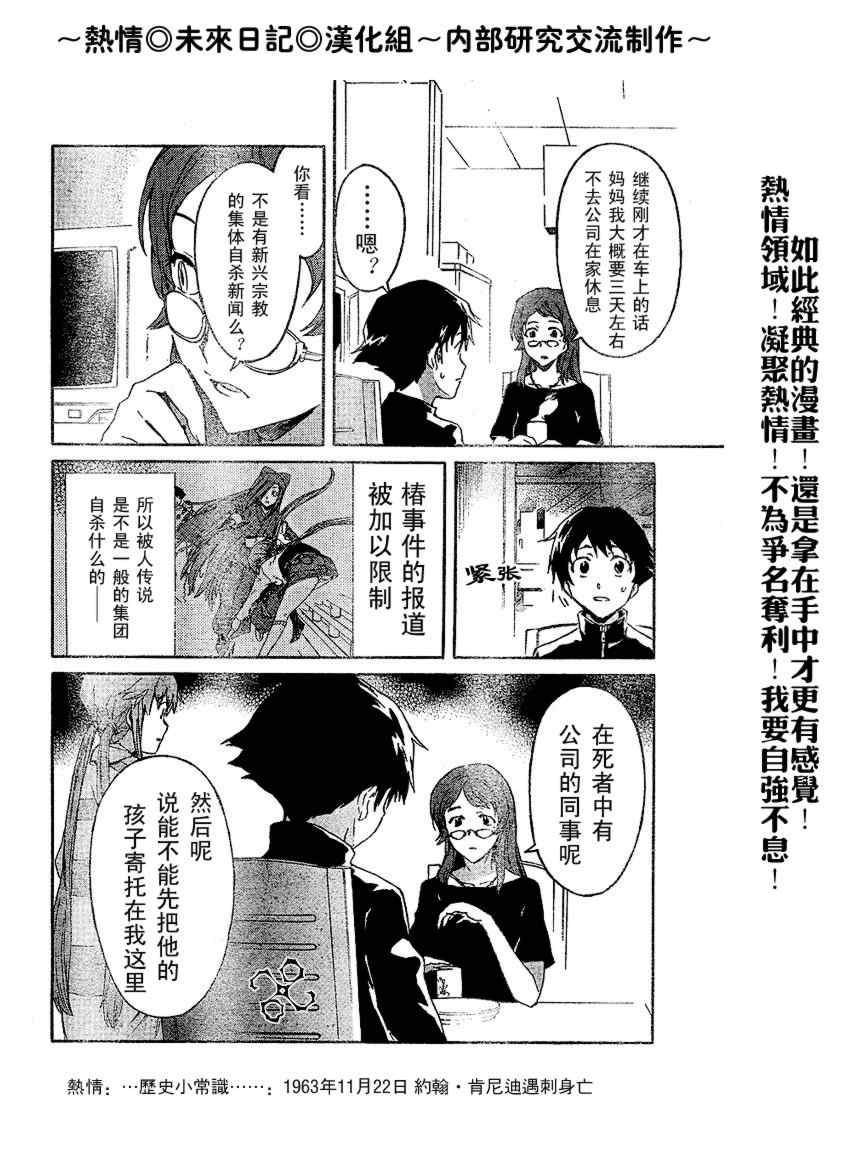 ～熱情◎未來日記◎漢化組～内部研究交流制作～
如此經典的漫畫！還是拿在手中才更有感覺！
熱情領域！凝聚熱情！不為爭名奪利！我要自強不息！
继续刚才在车上的话
妈妈我大概要三天左右
不去公司在家休息
……
嗯？
你看……
不是有新兴宗教
的集体自杀新闻么？
紧张
椿事件的报道
被加以限制
所以被人传说
是不是一般的集团
自杀什么的——
在死者中有
公司的同事呢
然后呢
说能不能先把他的
孩子寄托在我这里
熱情：…歷史小常識……：1963年11月22日 約翰·肯尼迪遇刺身亡